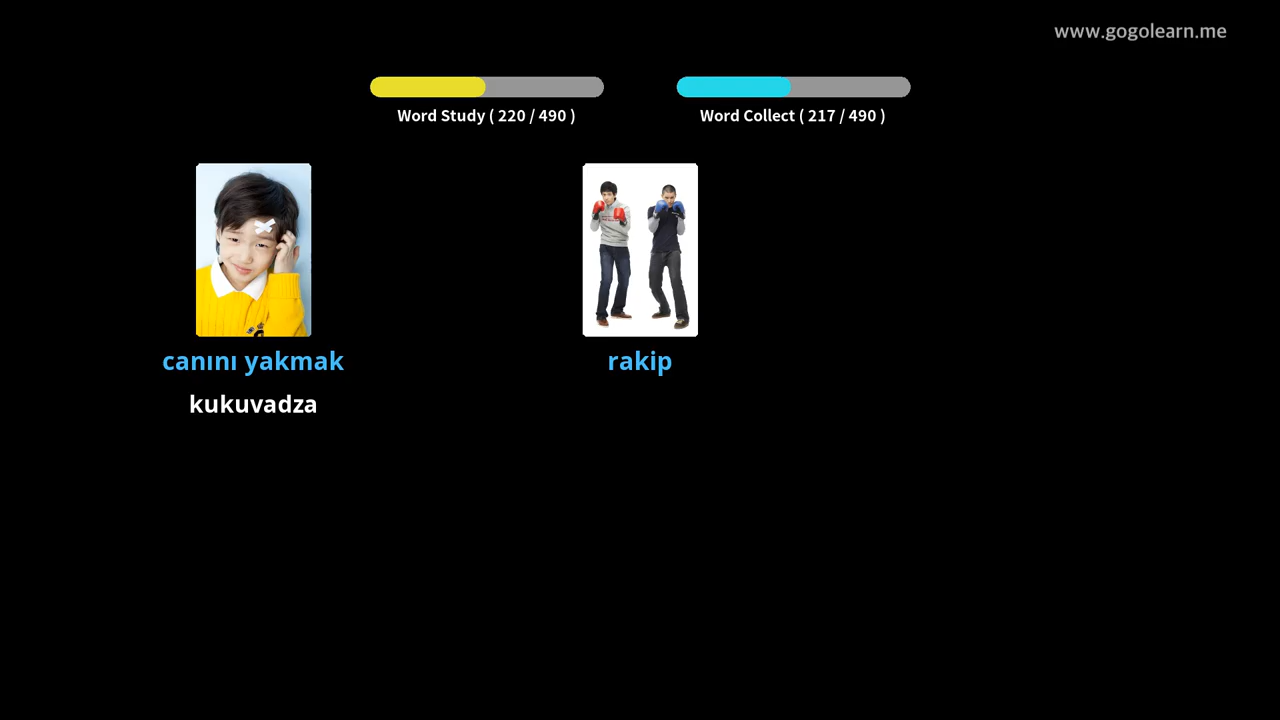 www.gogolearn.me
Word Study ( 220 / 490 )
Word Collect ( 217 / 490 )
canını yakmak
rakip
kukuvadza